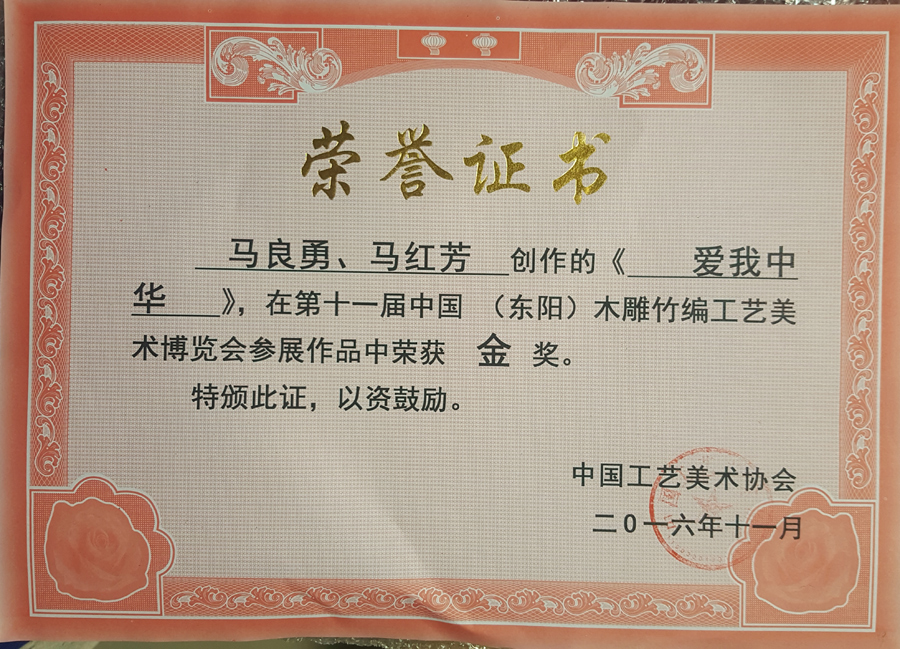 荣誉证书
马良勇、马红芳 创作的《 爱我中
华 》，在第十一届中国 （东阳）木雕竹编工艺美
术博览会参展作品中荣获 金 奖。
特颁此证，以资鼓励。
中国工艺美术协会
二0一六年十一月